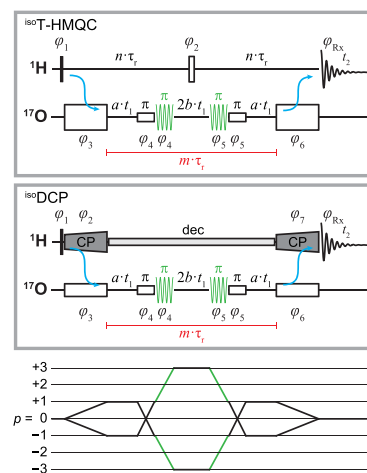 isoT-HMQC
φ1 φ2 φRx
n·τr n·τr t2
1H
17O a·t1 π π 2b·t1 π π a·t1
φ3 φ4 φ4 φ5 φ5 φ6
m·τr
isoDCP
φ1 φ2 φ7 φRx
dec t2
1H CP CP
17O a·t1 π π 2b·t1 π π a·t1
φ3 φ4 φ4 φ5 φ5 φ6
m·τr
+3
+2
+1
p = 0
−1
−2
−3